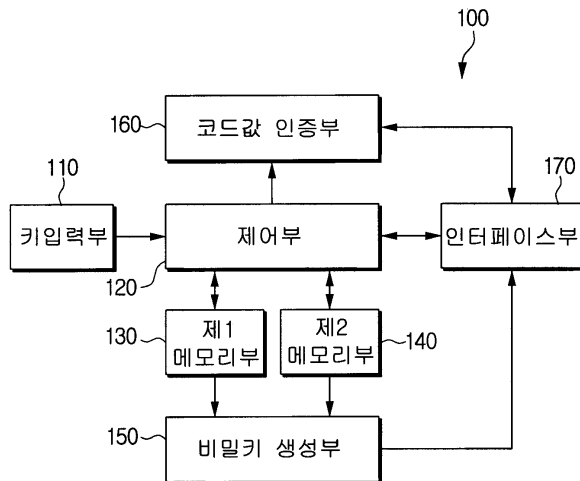 100
160
코드값 인증부
110
170
키입력부
제어부
인터페이스부
120
130
제1
메모리부
제2
메모리부
140
150
비밀키 생성부